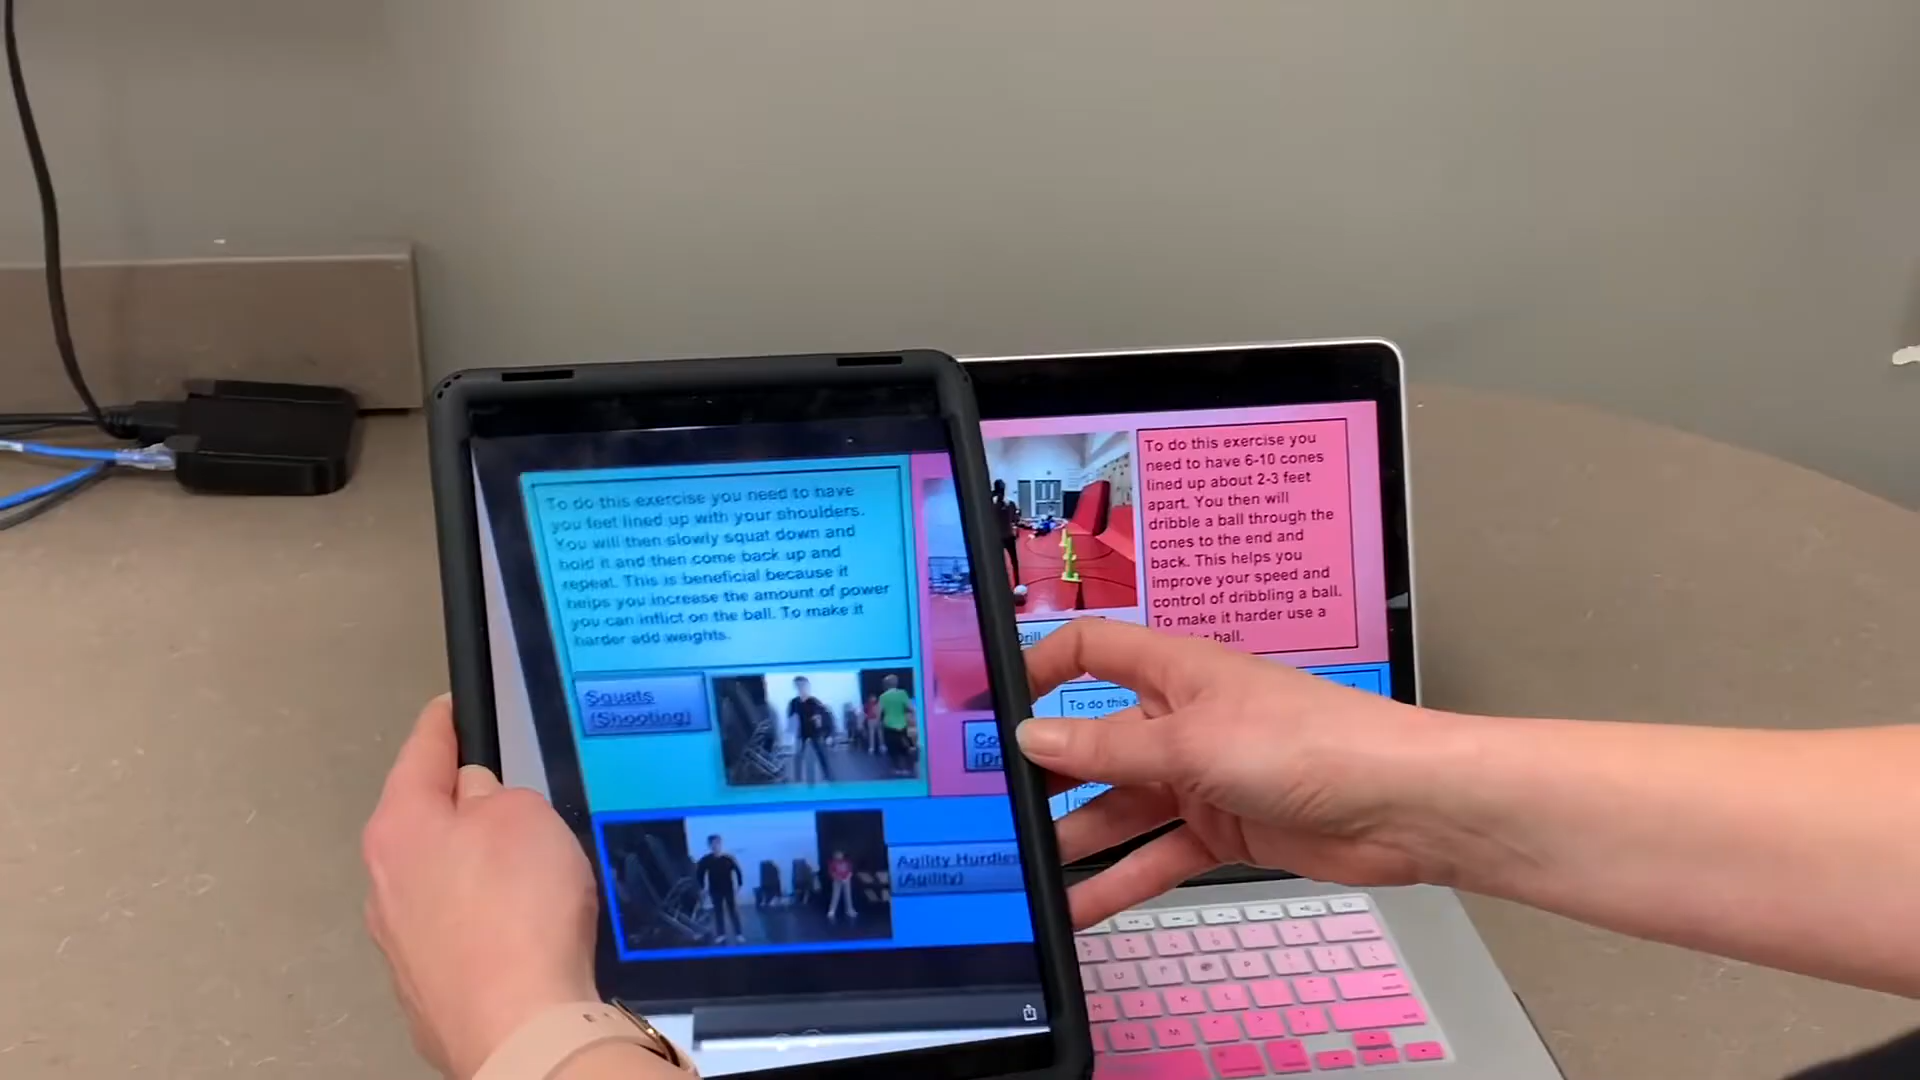 To do this exercise you need to have
you feet lined up with your shoulders.
You will then slowly squat down and
hold it and then come back up and
repeat. This is beneficial because it
helps you increase the amount of power
you can inflict on the ball. To make it
harder add weights.
Squats
(Shooting)
Agility Hurdles
(Agility)
To do this exercise you
need to have 6-10 cones
lined up about 2-3 feet
apart. You then will
dribble a ball through the
cones to the end and
back. This helps you
improve your speed and
control of dribbling a ball.
To make it harder use a
ball.
Drill
To do this